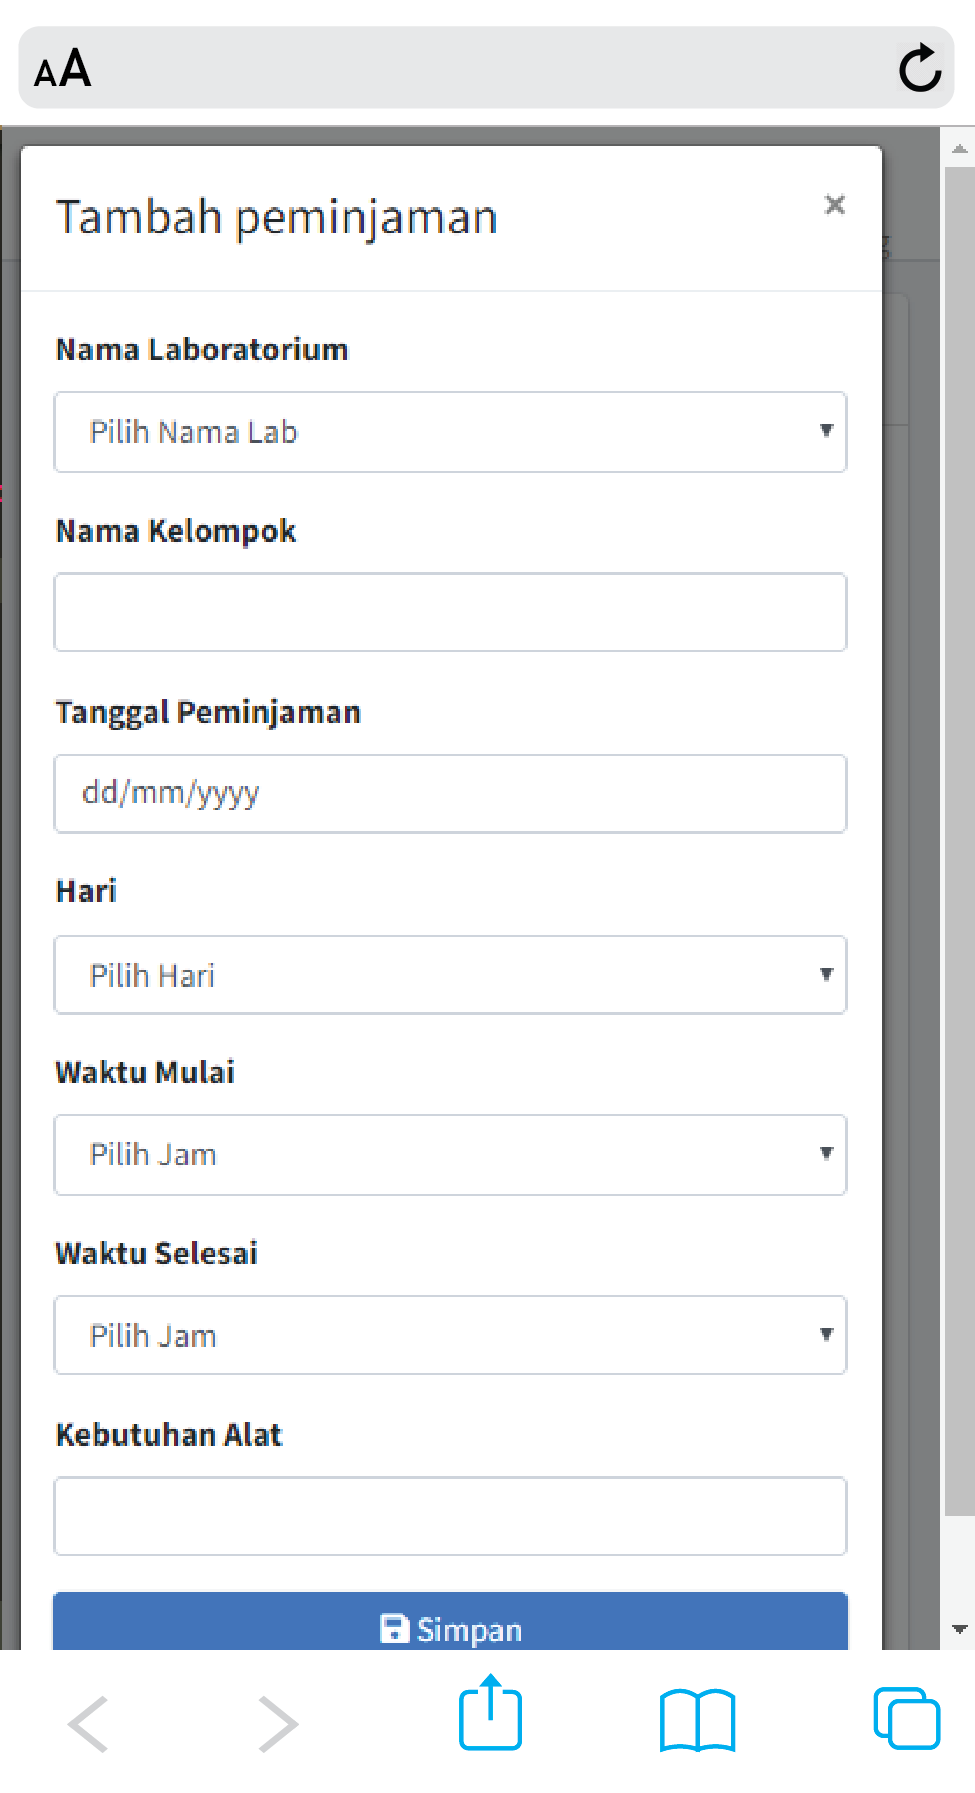 AA
Tambah peminjaman ×
Nama Laboratorium
Pilih Nama Lab
Nama Kelompok
Tanggal Peminjaman
dd/mm/yyyy
Hari
Pilih Hari
Waktu Mulai
Pilih Jam
Waktu Selesai
Pilih Jam
Kebutuhan Alat
Simpan